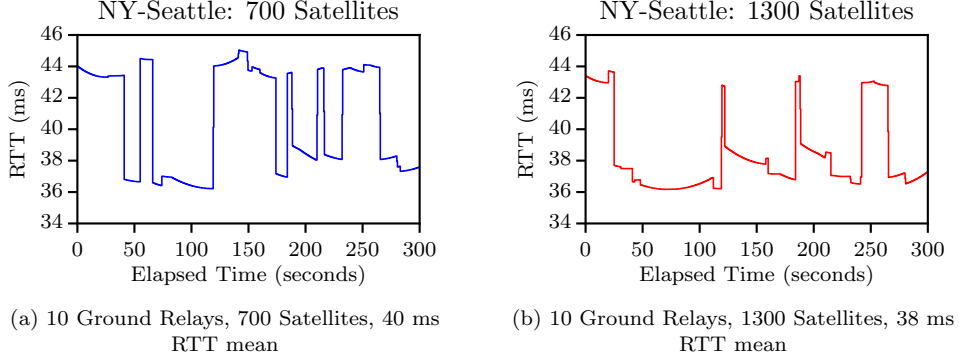 NY-Seattle: 700 Satellites
46
44
42
40
38
36
34
RTT (ms)
0 50 100 150 200 250 300
Elapsed Time (seconds)
(a) 10 Ground Relays, 700 Satellites, 40 ms
RTT mean
NY-Seattle: 1300 Satellites
46
44
42
40
38
36
34
RTT (ms)
0 50 100 150 200 250 300
Elapsed Time (seconds)
(b) 10 Ground Relays, 1300 Satellites, 38 ms
RTT mean